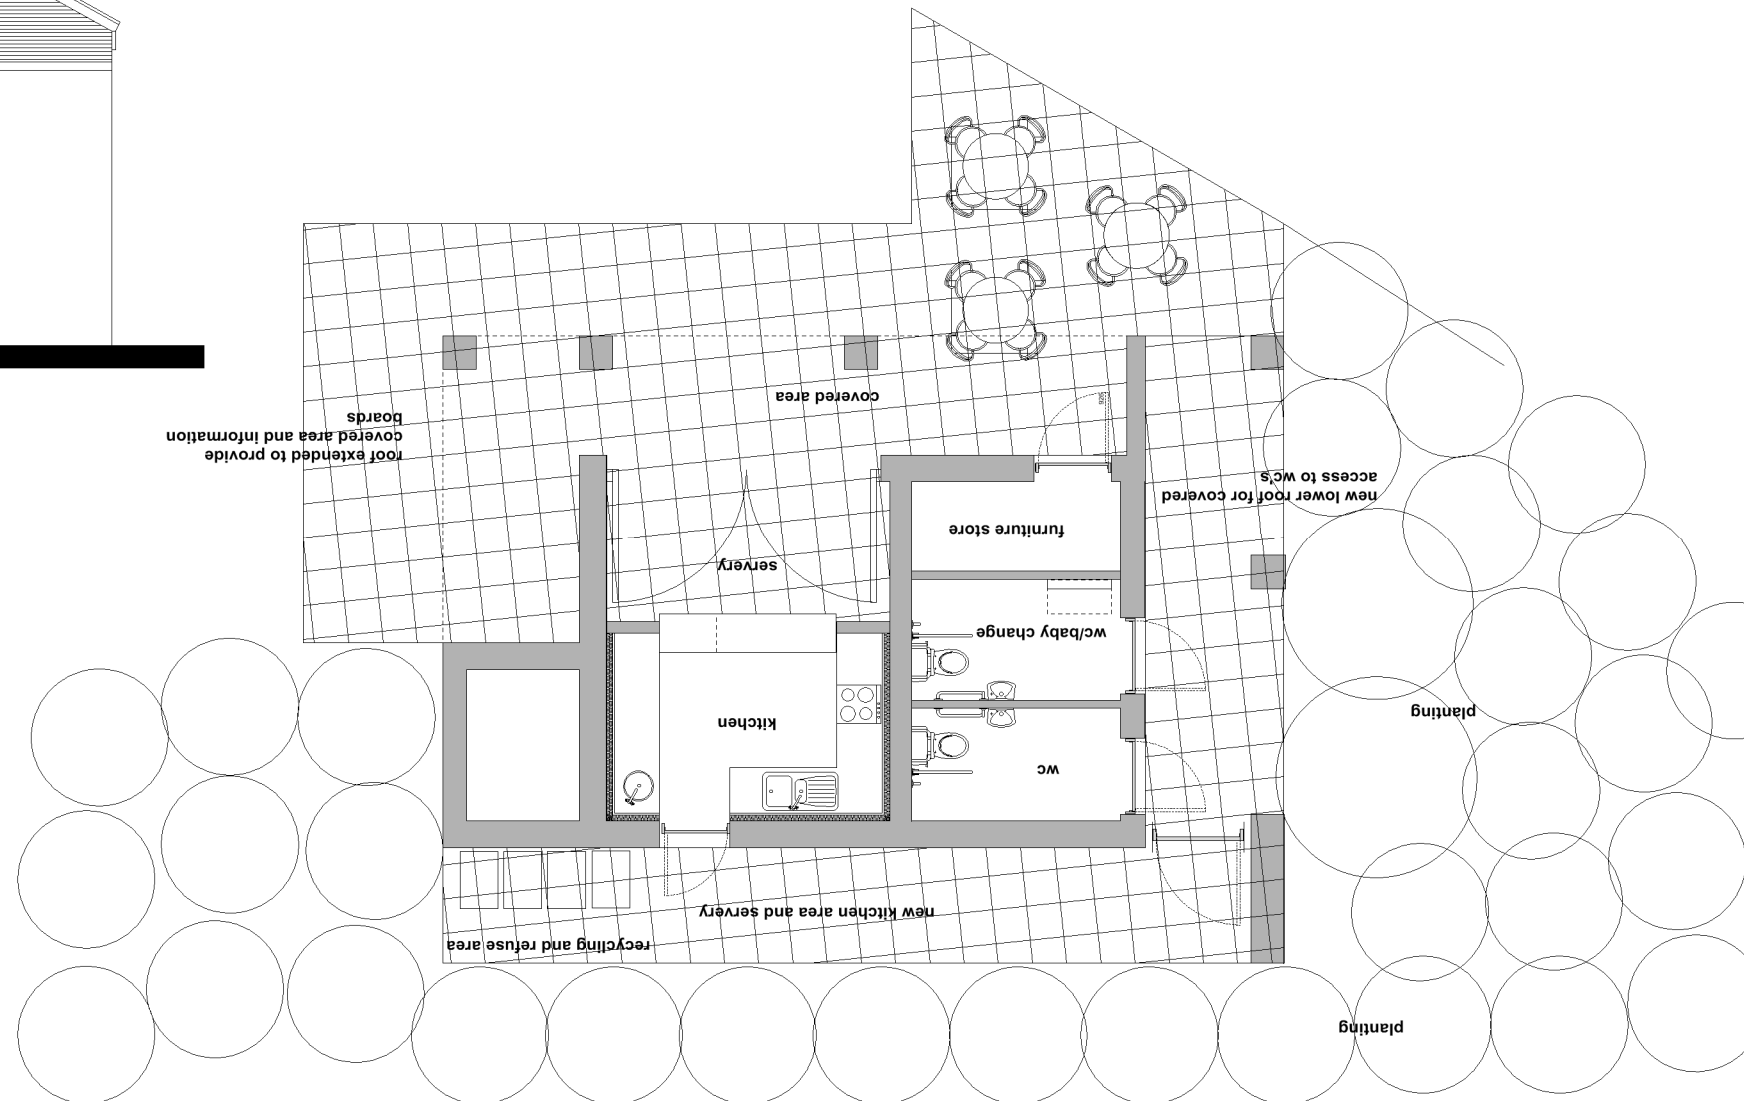 planting
recycling and refuse area
new kitchen area and servery
wc
kitchen
planting
wc/baby change
servery
furniture store
new lower roof for covered
access to wc's
roof extended to provide
covered area and information
boards
covered area
926